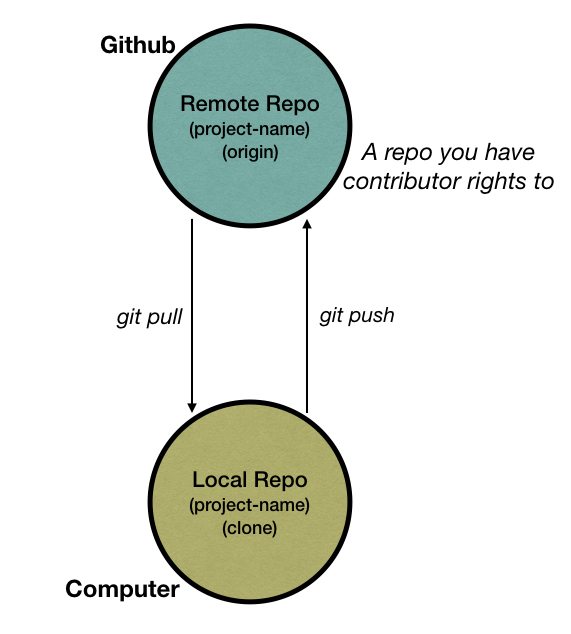 Github
Remote Repo
(project-name)
(origin)
A repo you have
contributor rights to
git pull
git push
Local Repo
(project-name)
(clone)
Computer